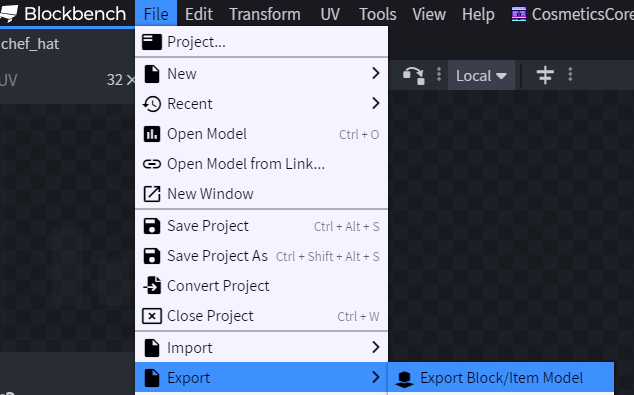 Blockbench File Edit Transform UV Tools View Help CosmeticsCore
chef_hat
Project...
UV 32 ×
New
Local
Recent
Open Model Ctrl + O
Open Model from Link...
New Window
Save Project Ctrl + Alt + S
Save Project As Ctrl + Shift + Alt + S
Convert Project
Close Project Ctrl + W
Import
Export Export Block/Item Model